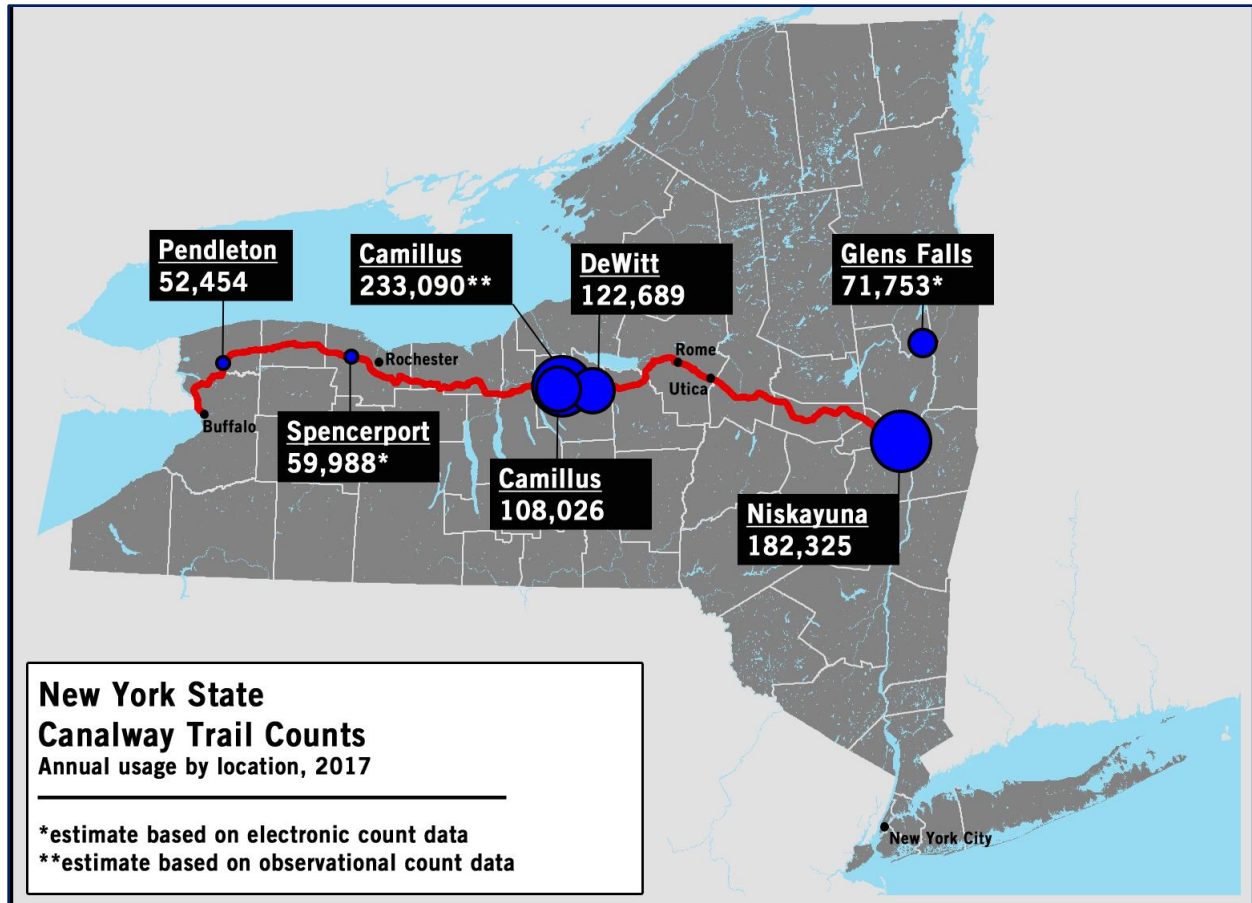 Pendleton
52,454
Camillus
233,090**
DeWitt
122,689
Glens Falls
71,753*
Rochester
Rome
Utica
Buffalo
Spencerport
59,988*
Camillus
108,026
Niskayuna
182,325
New York State
Canalway Trail Counts
Annual usage by location, 2017
*estimate based on electronic count data
**estimate based on observational count data
New York City